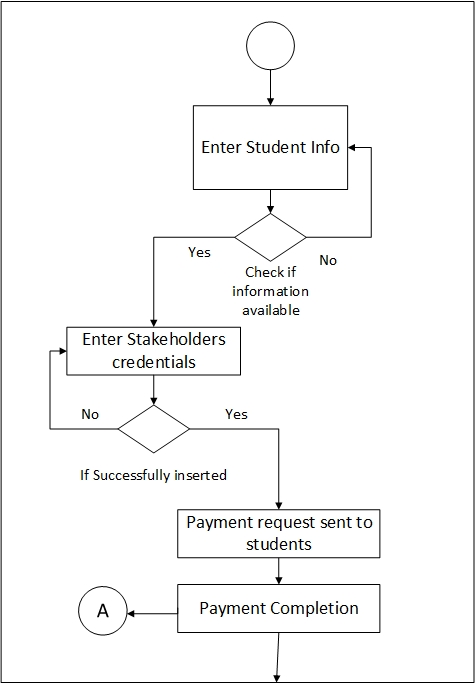 Enter Student Info
Yes
No
Check if
information
available
Enter Stakeholders
credentials
No
Yes
If Successfully inserted
Payment request sent to
students
A
Payment Completion